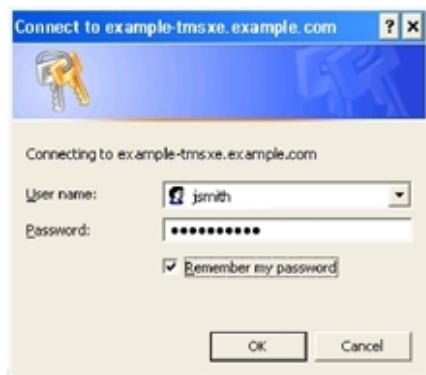 Connect to example-tmsxe.example.com
Connecting to example-tmsxe.example.com
User name: jsmith
Password: ••••••••••
Remember my password
OK Cancel